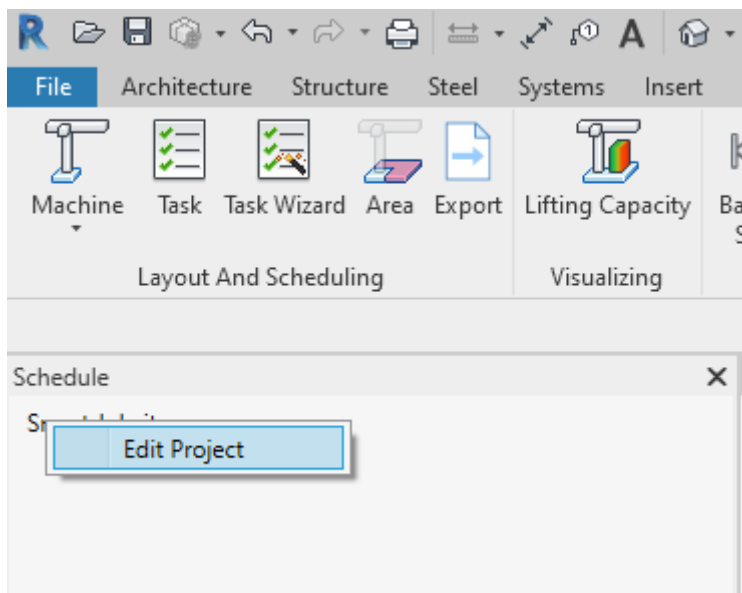 File Architecture Structure Steel Systems Insert
Machine Task Task Wizard Area Export Lifting Capacity
Layout And Scheduling Visualizing
Schedule
Edit Project